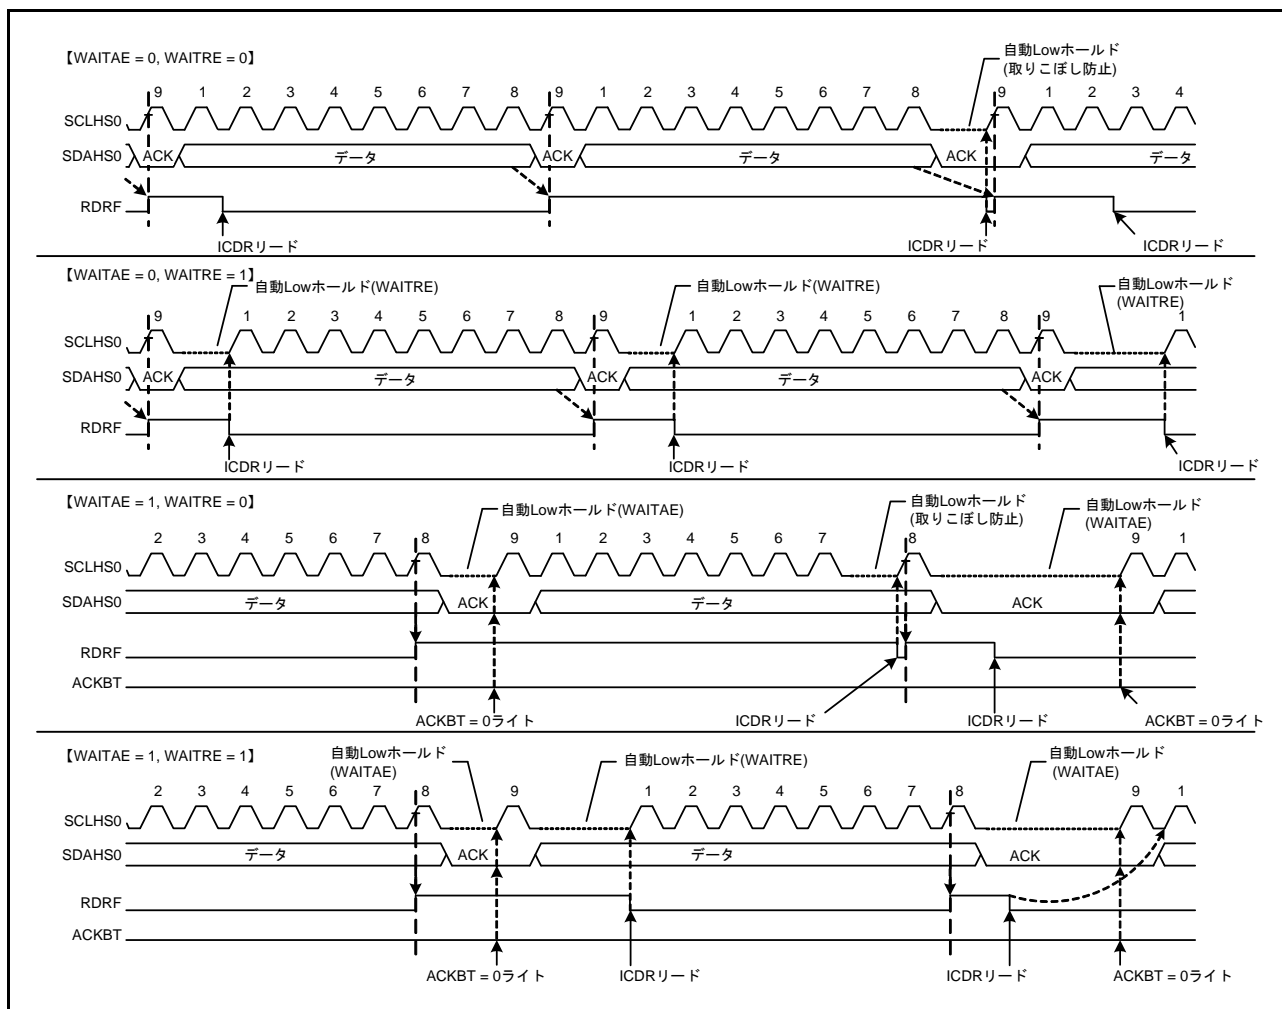 【WAITAE = 0, WAITRE = 0】
自動Lowホールド
(取りこぼし防止)
9 1 2 3 4 5 6 7 8 9 1 2 3 4 5 6 7 8 9 1 2 3 4
SCLHS0
SDAHS0 ACK データ ACK データ ACK データ
RDRF
ICDRリード ICDRリード ICDRリード
【WAITAE = 0, WAITRE = 1】
自動Lowホールド(WAITRE) 自動Lowホールド(WAITRE) 自動Lowホールド
(WAITRE)
9 1 2 3 4 5 6 7 8 9 1 2 3 4 5 6 7 8 9 1
SCLHS0
SDAHS0 ACK データ ACK データ ACK
RDRF
ICDRリード ICDRリード ICDRリード
【WAITAE = 1, WAITRE = 0】
自動Lowホールド(WAITAE) 自動Lowホールド
(取りこぼし防止)
自動Lowホールド
(WAITAE)
2 3 4 5 6 7 8 9 1 2 3 4 5 6 7 8 9 1
SCLHS0
SDAHS0 データ ACK データ ACK
RDRF
ACKBT
ACKBT = 0ライト ICDRリード ICDRリード ACKBT = 0ライト
【WAITAE = 1, WAITRE = 1】
自動Lowホールド
(WAITAE)
自動Lowホールド(WAITRE) 自動Lowホールド
(WAITAE)
2 3 4 5 6 7 8 9 1 2 3 4 5 6 7 8 9 1
SCLHS0
SDAHS0 データ ACK データ ACK
RDRF
ACKBT
ACKBT = 0ライト ICDRリード ICDRリード ACKBT = 0ライト